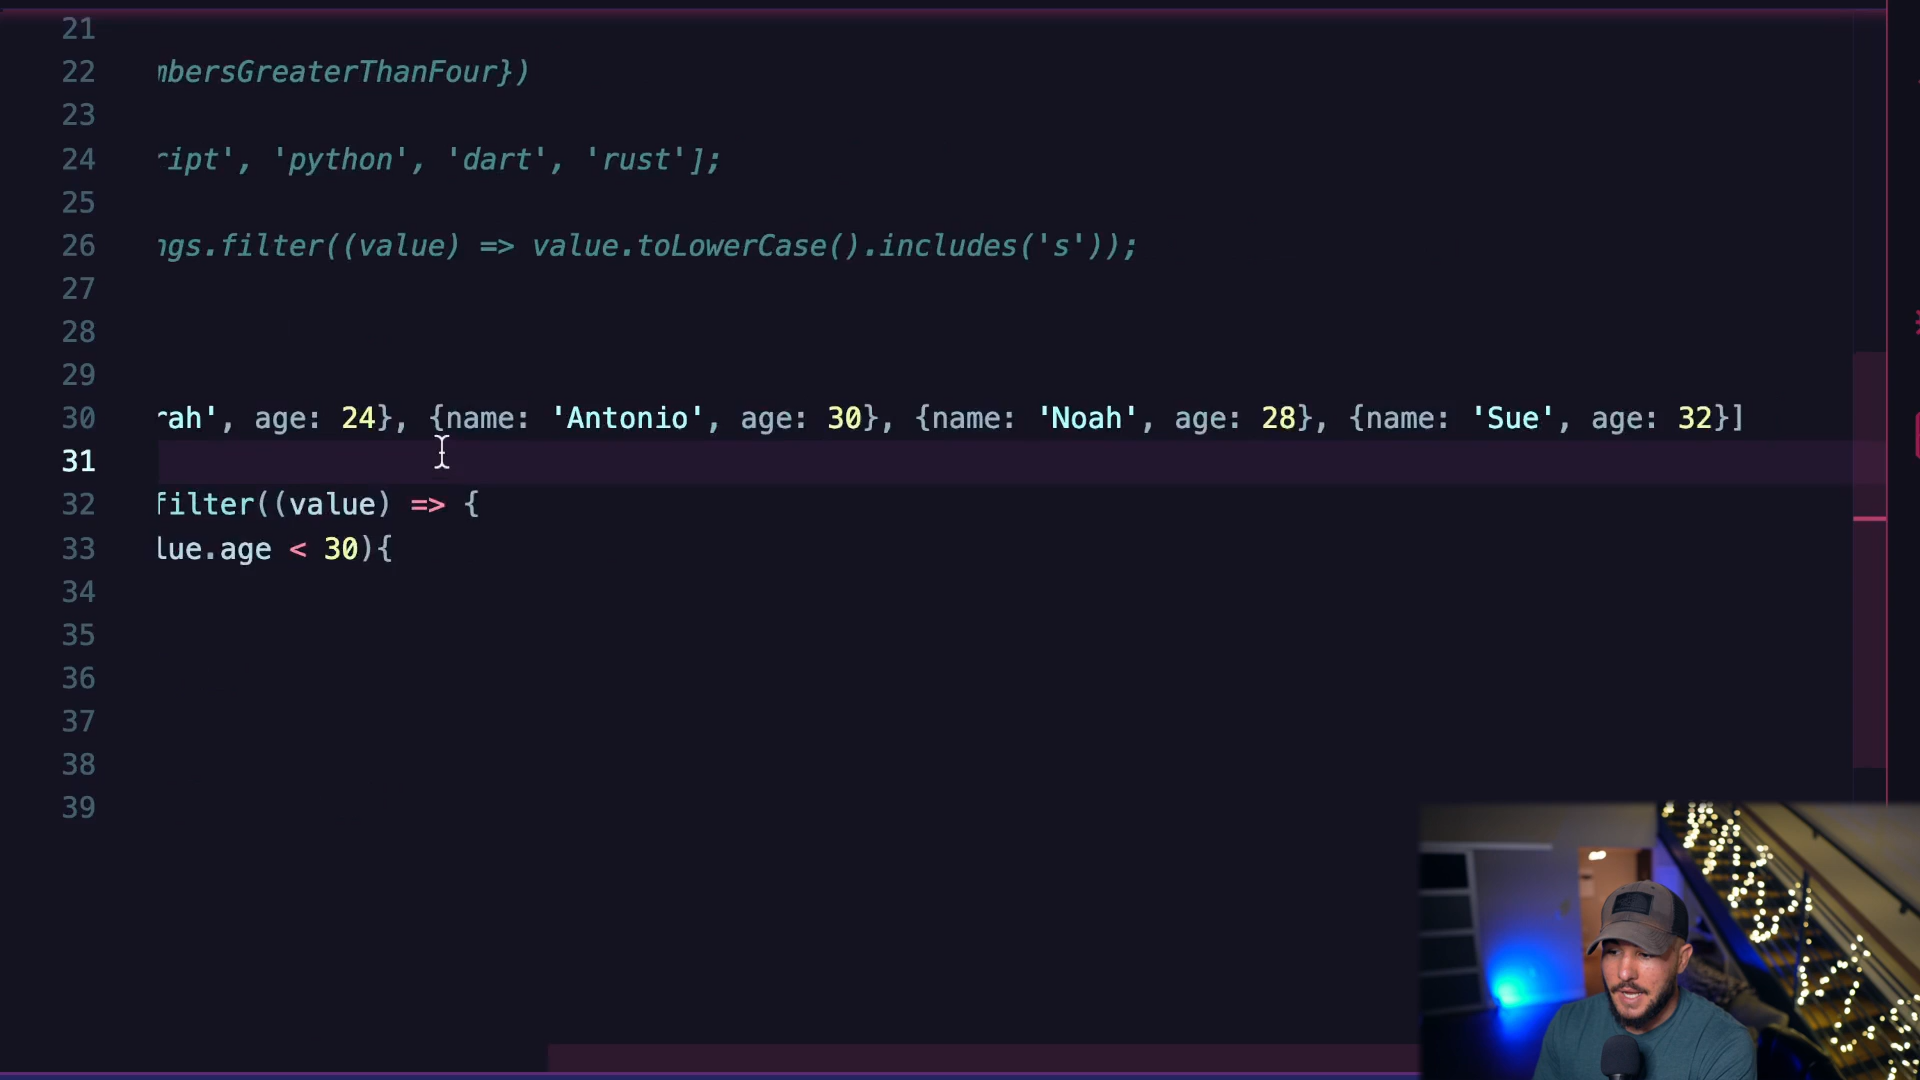 21
22 mbersGreaterThanFour})
23
24 ript', 'python', 'dart', 'rust'];
25
26 ngs.filter((value) => value.toLowerCase().includes('s'));
27
28
29
30 rah', age: 24}, {name: 'Antonio', age: 30}, {name: 'Noah', age: 28}, {name: 'Sue', age: 32}]
31
32 filter((value) => {
33 lue.age < 30){
34
35
36
37
38
39